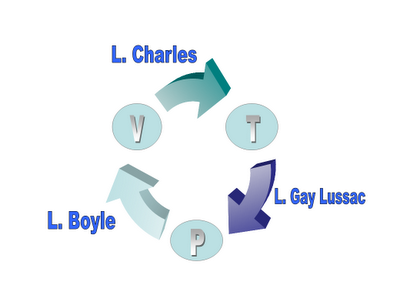 L. Charles
V
T
L. Gay Lussac
L. Boyle
P